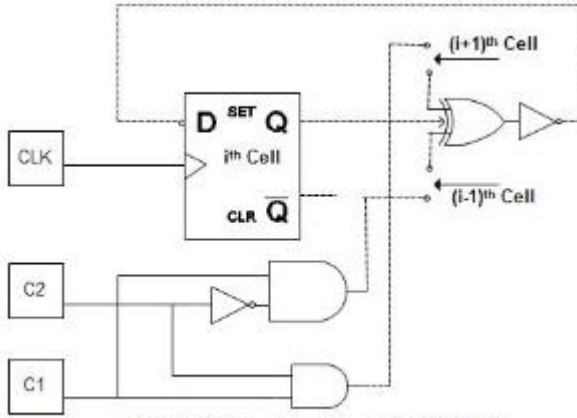 (i+1)th Cell
D SET Q
CLK
ith Cell
CLR Q
(i-1)th Cell
C2
C1